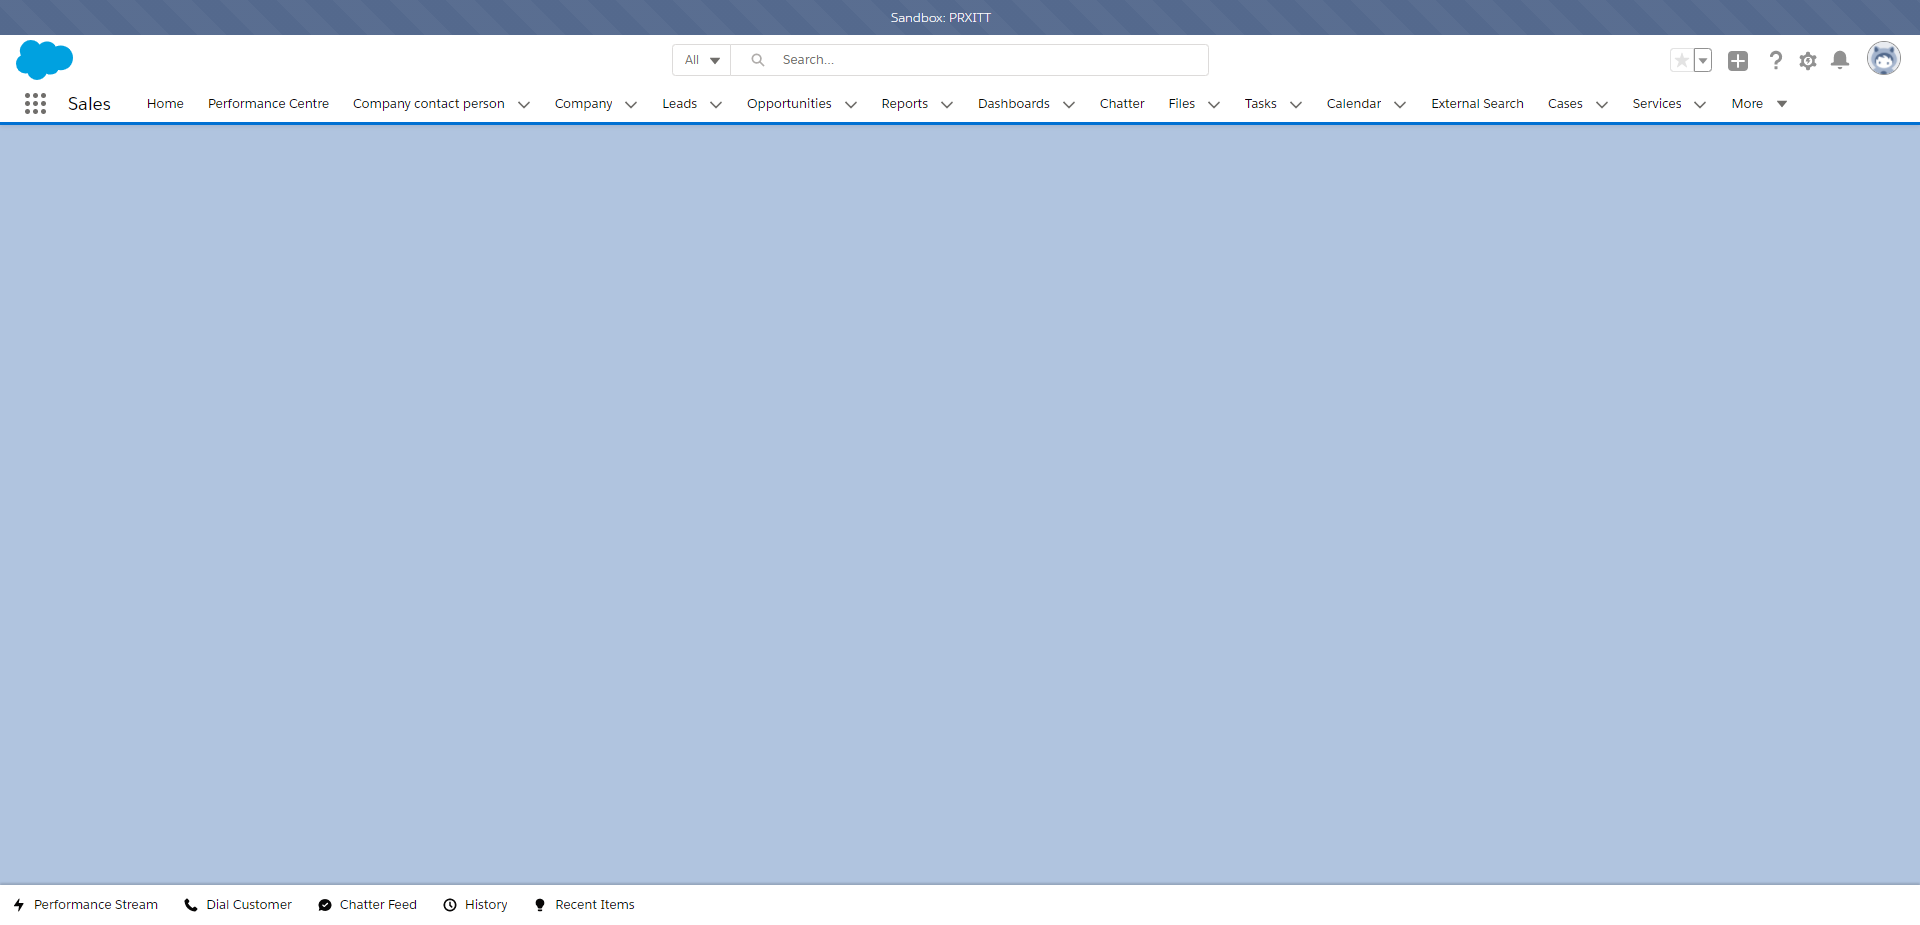 Sandbox: PRXITT
All Search...
Sales Home Performance Centre Company contact person Company Leads Opportunities Reports Dashboards Chatter Files Tasks Calendar External Search Cases Services More
Performance Stream Dial Customer Chatter Feed History Recent Items